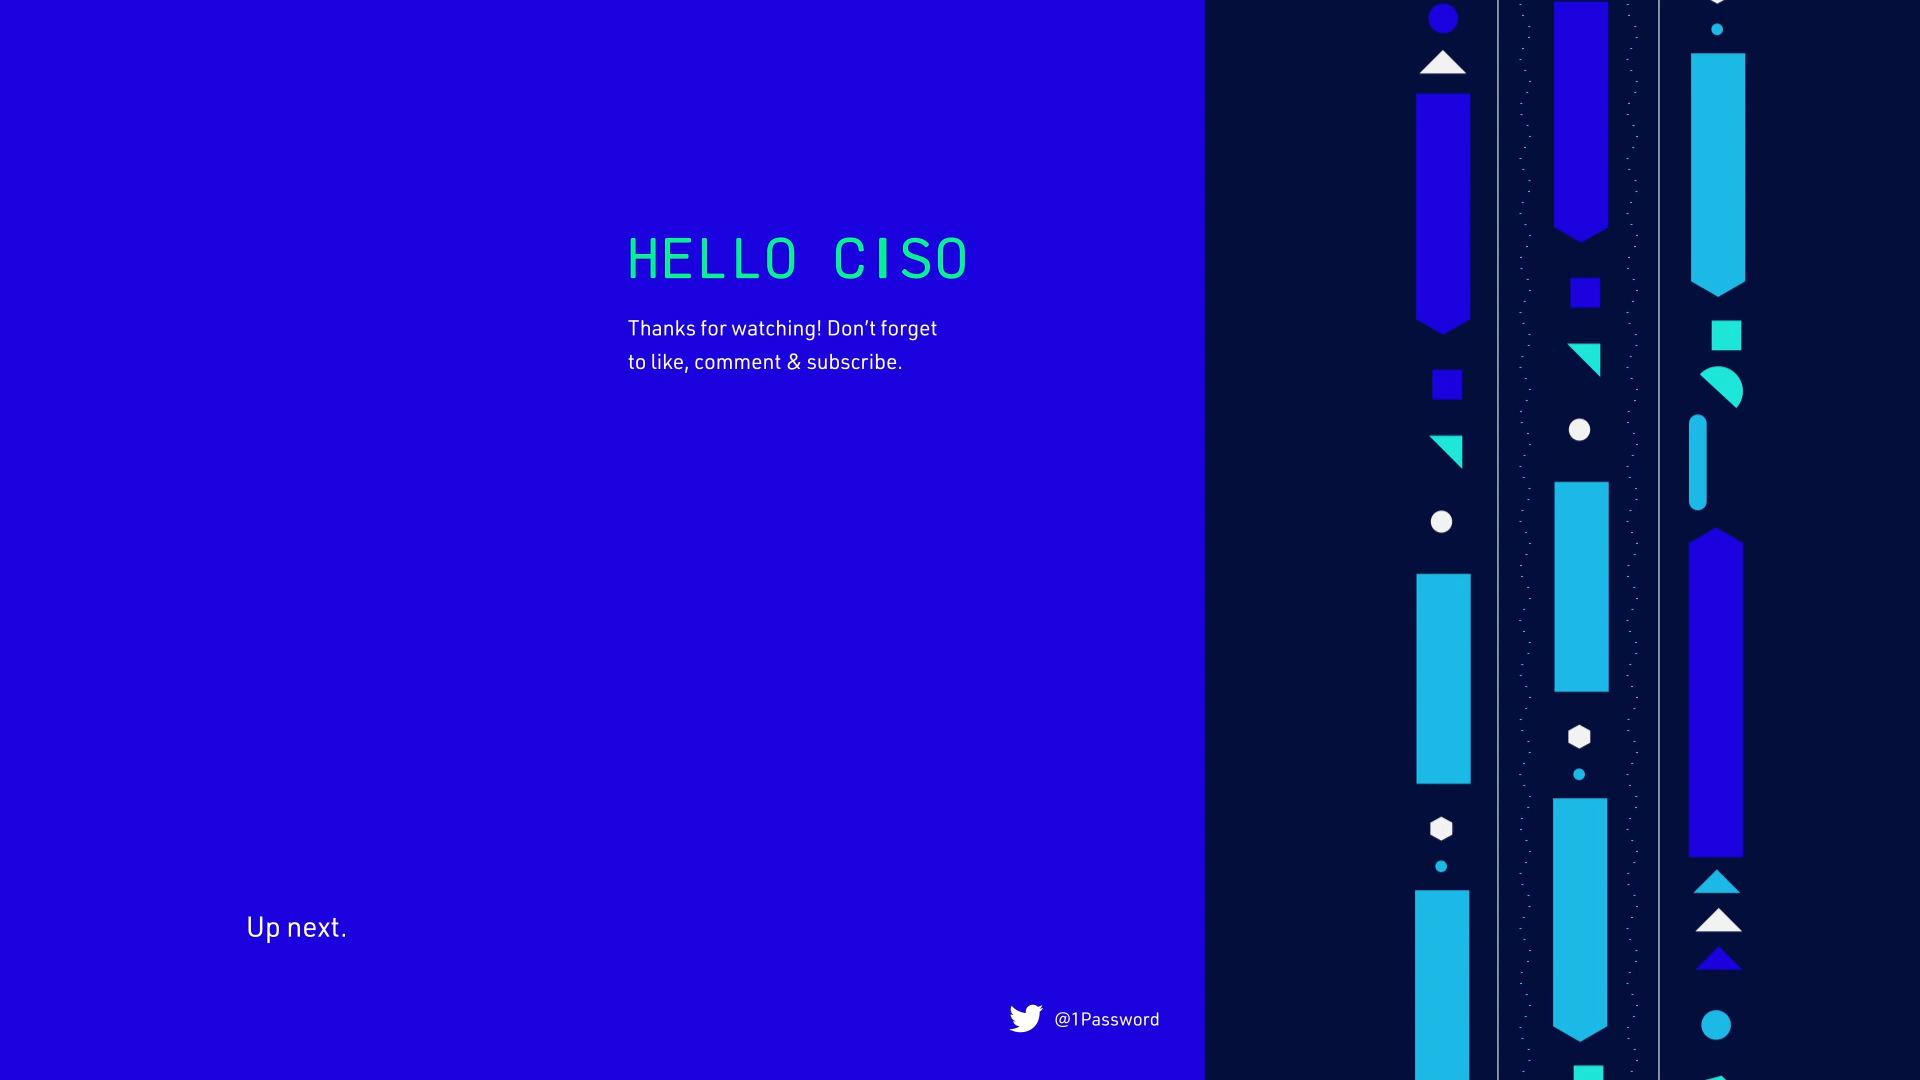 HELLO CISO
Thanks for watching! Don’t forget
to like, comment & subscribe.
Up next.
@1Password